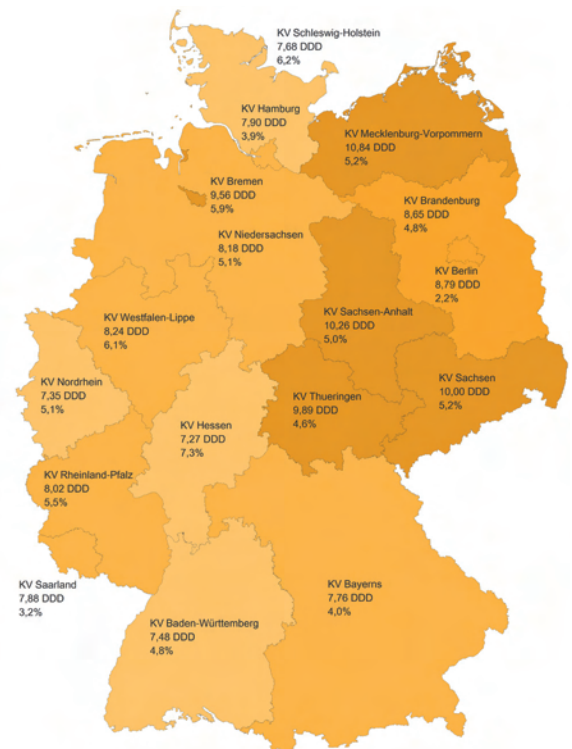 KV Schleswig-Holstein
7,68 DDD
6,2%
KV Hamburg
7,90 DDD
3,9%
KV Mecklenburg-Vorpommern
10,84 DDD
5,2%
KV Bremen
9,56 DDD
5,9%
KV Brandenburg
8,65 DDD
4,8%
KV Niedersachsen
8,18 DDD
5,1%
KV Berlin
8,79 DDD
2,2%
KV Westfalen-Lippe
8,24 DDD
6,1%
KV Sachsen-Anhalt
10,26 DDD
5,0%
KV Nordrhein
7,35 DDD
5,1%
KV Sachsen
10,00 DDD
5,2%
KV Thueringen
9,89 DDD
4,6%
KV Hessen
7,27 DDD
7,3%
KV Rheinland-Pfalz
8,02 DDD
5,5%
KV Saarland
7,88 DDD
3,2%
KV Bayerns
7,76 DDD
4,0%
KV Baden-Württemberg
7,48 DDD
4,8%